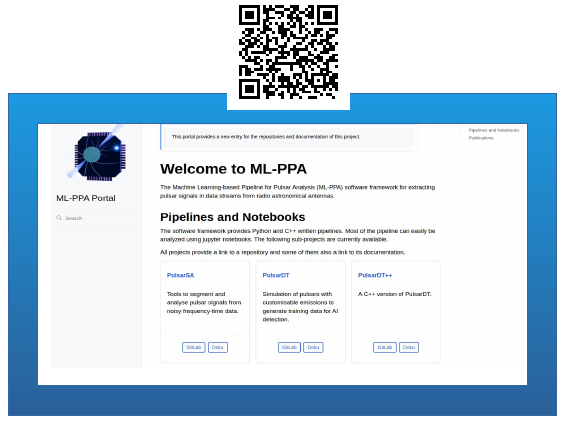 This portal provides a new entry for the repositories and documentation of this project.
Pipelines and Notebooks
Publications
ML-PPA Portal
Search
Welcome to ML-PPA
The Machine Learning-based Pipeline for Pulsar Analysis (ML-PPA) software framework for extracting
pulsar signals in data streams from radio astronomical antennas.
Pipelines and Notebooks
The software framework provides Python and C++ written pipelines. Most of the pipeline can easily be
analyzed using jupyter notebooks. The following sub-projects are currently available.
All projects provide a link to a repository and some of them also a link to its documentation.
PulsarSA
Tools to segment and
analyse pulsar signals from
noisy frequency-time data.
GitLab Doku
PulsarDT
Simulation of pulsars with
customisable emissions to
generate training data for AI
detection.
GitLab Doku
PulsarDT++
A C++ version of PulsarDT.
GitLab Doku